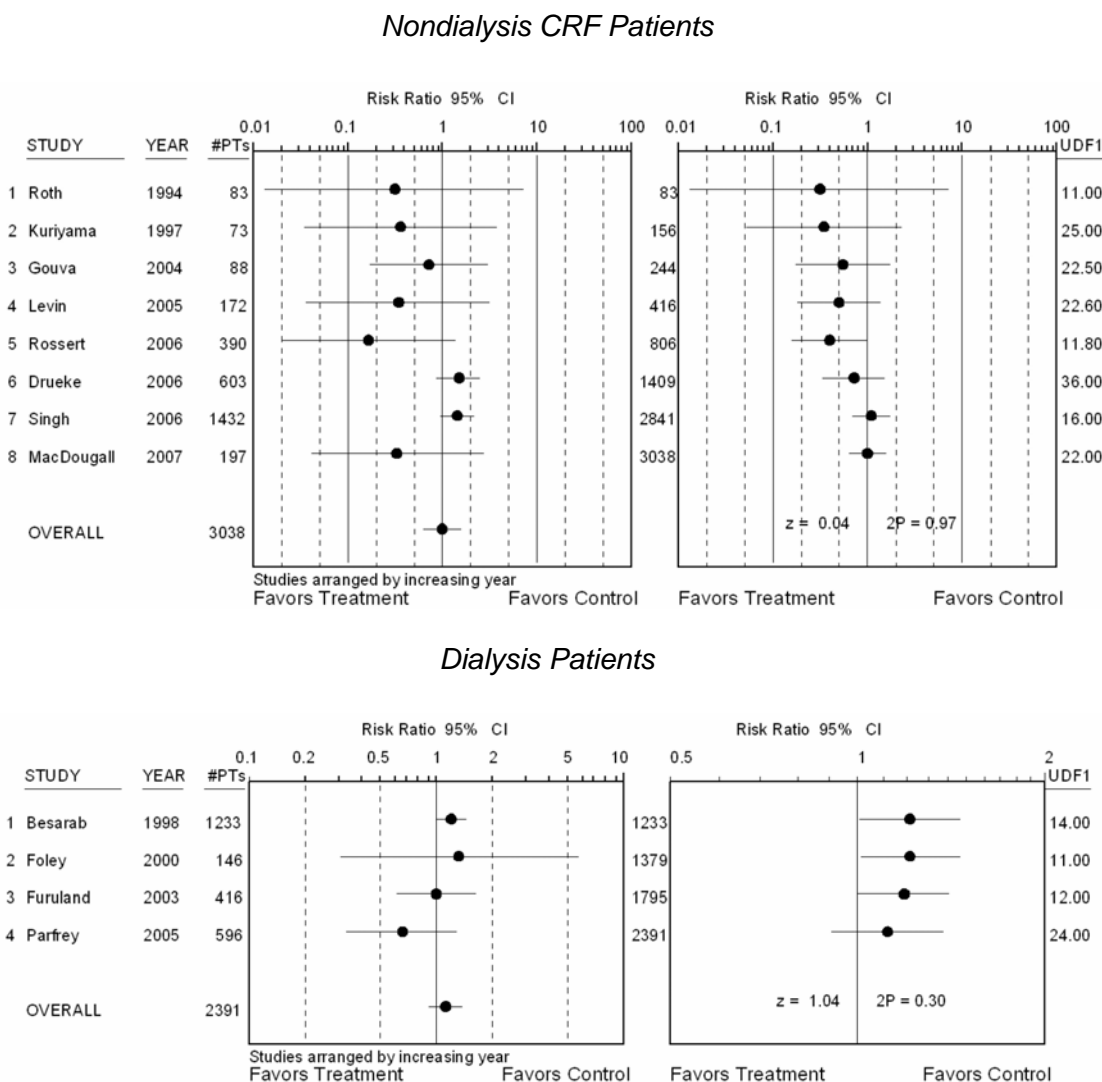 Nondialysis CRF Patients
Risk Ratio 95% CI Risk Ratio 95% CI
0.01 0.1 1 10 100 0.01 0.1 1 10 100
STUDY YEAR #PTs UDF1
1 Roth 1994 83 83 11.00
2 Kuriyama 1997 73 156 25.00
3 Gouva 2004 88 244 22.50
4 Levin 2005 172 416 22.60
5 Rossert 2006 390 806 11.80
6 Drueke 2006 603 1409 36.00
7 Singh 2006 1432 2841 16.00
8 MacDougall 2007 197 3038 22.00
OVERALL 3038 z = 0.04 2P = 0.97
Studies arranged by increasing year
Favors Treatment Favors Control Favors Treatment Favors Control
Dialysis Patients
Risk Ratio 95% CI Risk Ratio 95% CI
0.1 0.2 0.5 1 2 5 10 0.5 1 2
STUDY YEAR #PTs UDF1
1 Besarab 1998 1233 1233 14.00
2 Foley 2000 146 1379 11.00
3 Furuland 2003 416 1795 12.00
4 Parfrey 2005 596 2391 24.00
OVERALL 2391 z = 1.04 2P = 0.30
Studies arranged by increasing year
Favors Treatment Favors Control Favors Treatment Favors Control